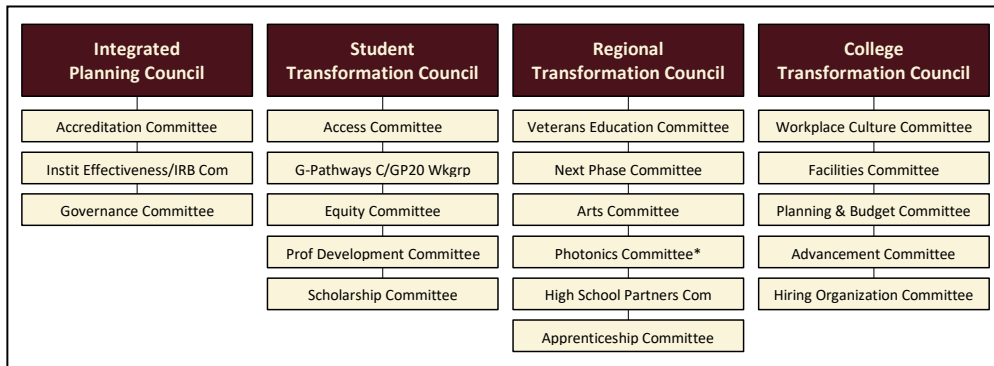 Integrated
Planning Council
Accreditation Committee
Instit Effectiveness/IRB Com
Governance Committee
Student
Transformation Council
Access Committee
G-Pathways C/GP20 Wkgrp
Equity Committee
Prof Development Committee
Scholarship Committee
Regional
Transformation Council
Veterans Education Committee
Next Phase Committee
Arts Committee
Photonics Committee*
High School Partners Com
Apprenticeship Committee
College
Transformation Council
Workplace Culture Committee
Facilities Committee
Planning & Budget Committee
Advancement Committee
Hiring Organization Committee